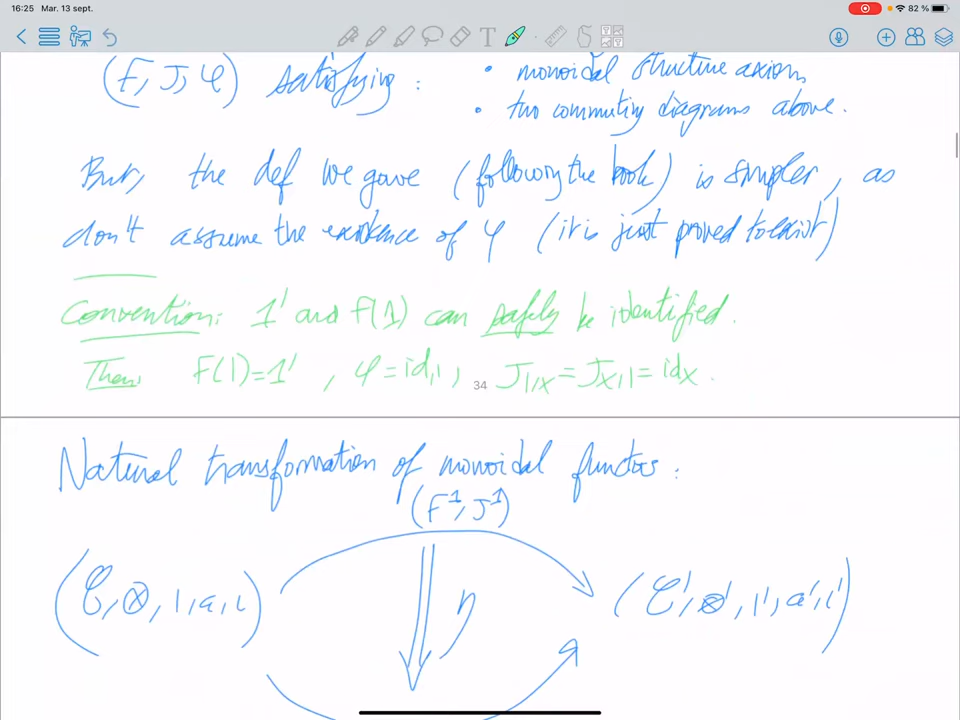 16:25 Mar. 13 sept. 82 %
(F, J, φ) satisfying : • monoidal structure axiom,
• two commuting diagrams above.
But, the def we gave (following the book) is simpler, as
don't assume the existence of φ (it is just proved to exist)
Convention: 1' and F(1) can safely be identified.
Then: F(1)=1', φ=id₁', J₁,ₓ=Jₓ,₁=idₓ.
34
Natural transformation of monoidal functors :
(F¹, J¹)
(C, ⊗, 1, a, ι) η (C', ⊗', 1', a', ι')